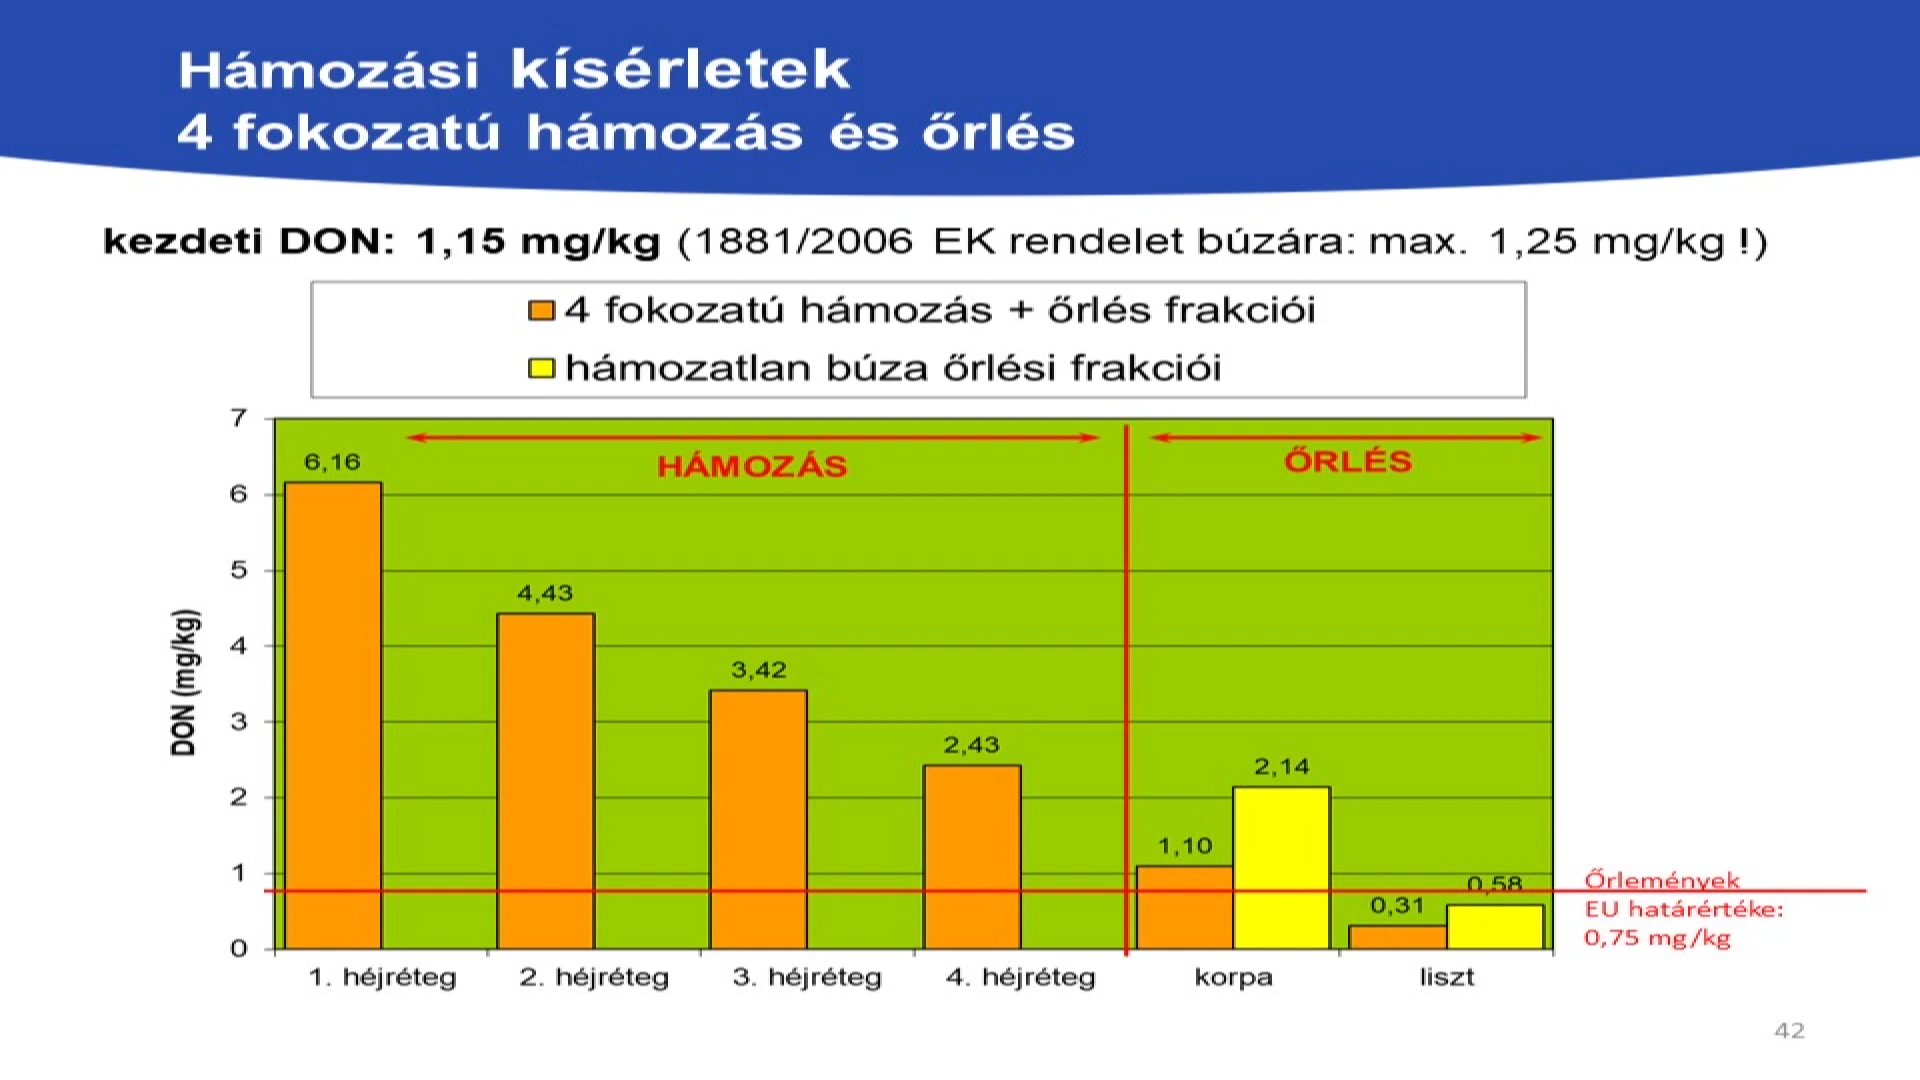 Hámozási kísérletek
4 fokozatú hámozás és őrlés
kezdeti DON: 1,15 mg/kg (1881/2006 EK rendelet búzára: max. 1,25 mg/kg !)
4 fokozatú hámozás + őrlés frakciói
hámozatlan búza őrlési frakciói
DON (mg/kg)
7
6
5
4
3
2
1
0
HÁMOZÁS
ŐRLÉS
6,16
4,43
3,42
2,43
1,10
2,14
0,31
0,58
1. héjréteg
2. héjréteg
3. héjréteg
4. héjréteg
korpa
liszt
Őrlemények
EU határértéke:
0,75 mg/kg
42